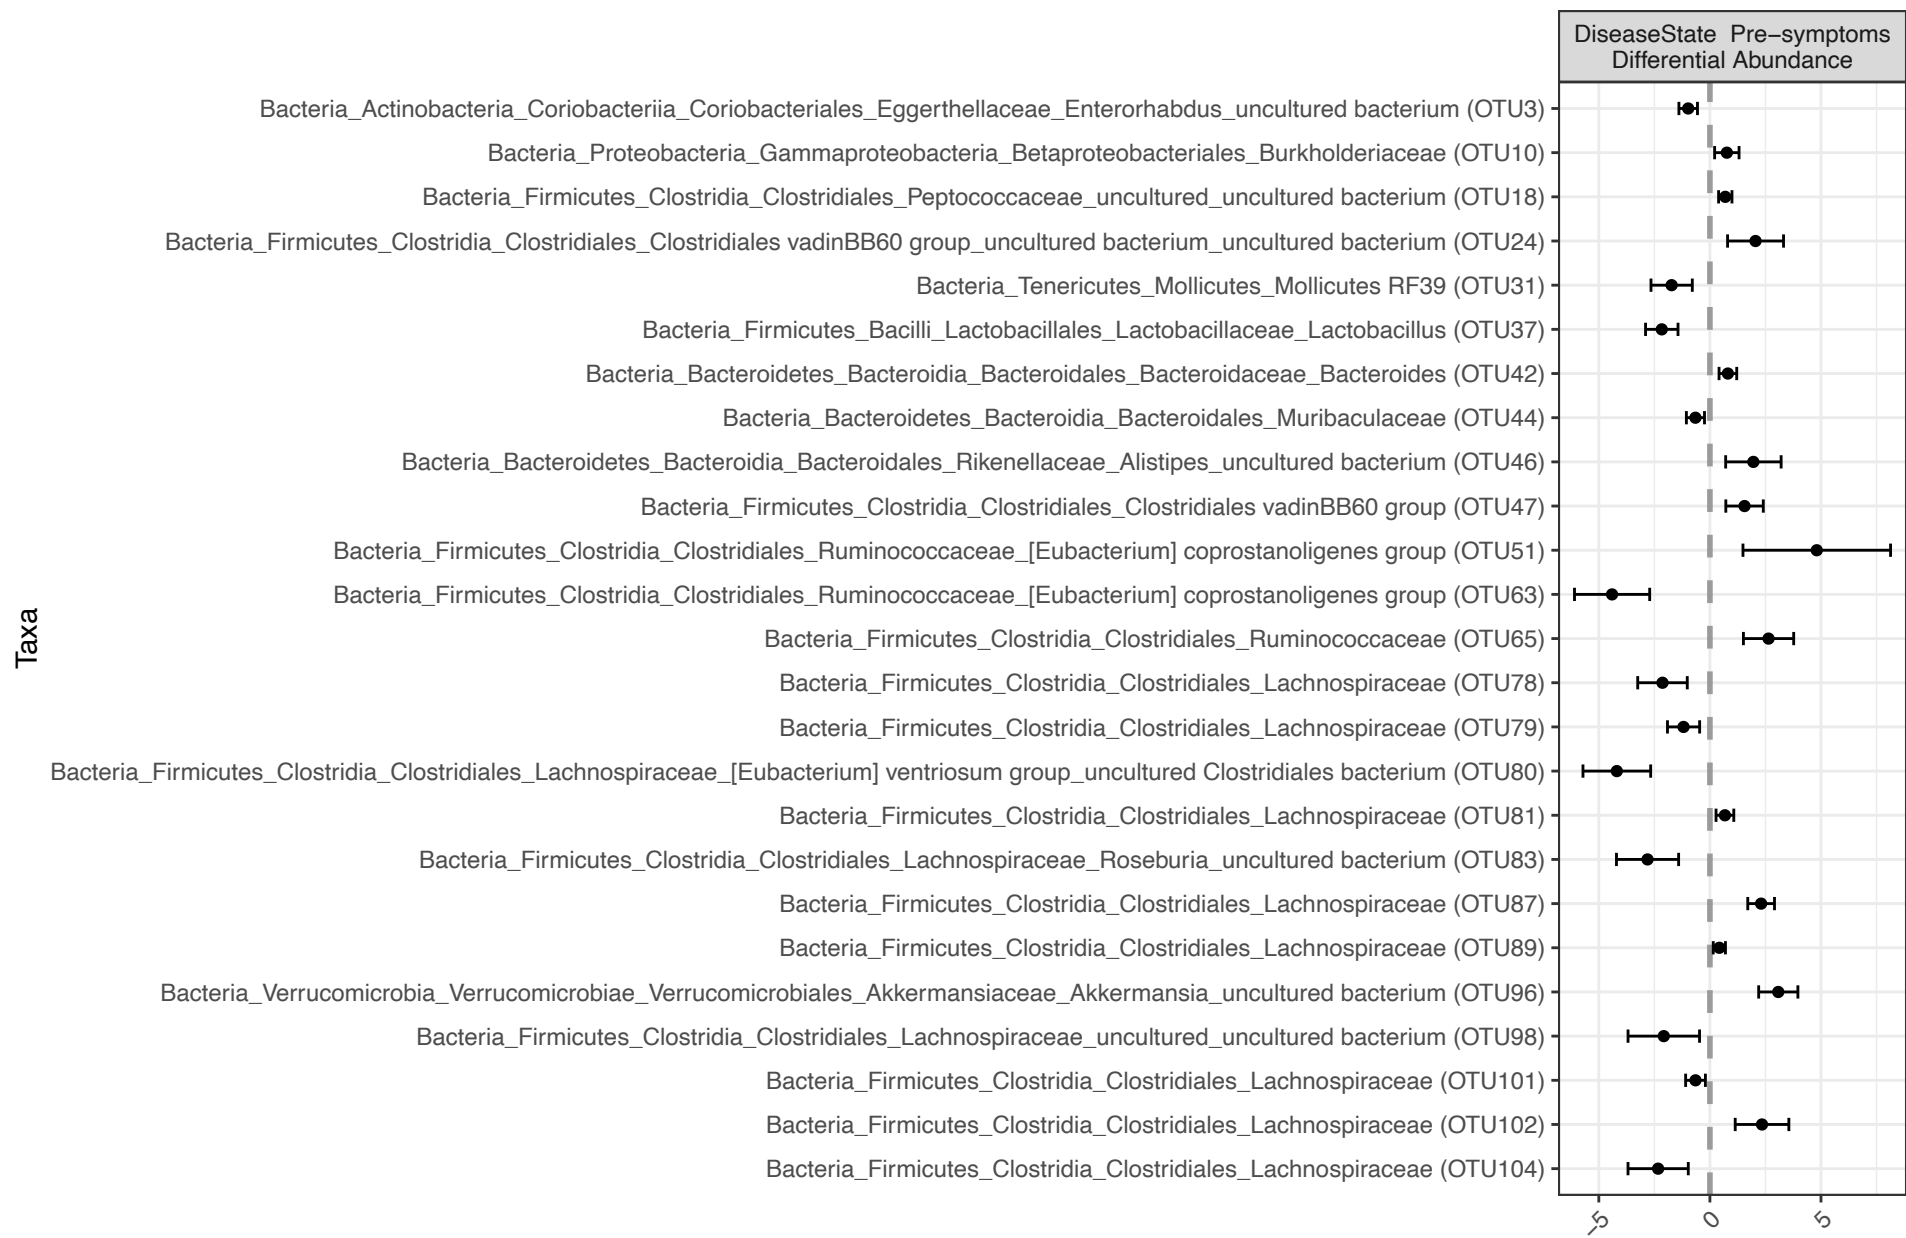 DiseaseState Pre−symptoms
Differential Abundance
Bacteria_Actinobacteria_Coriobacteriia_Coriobacteriales_Eggerthellaceae_Enterorhabdus_uncultured bacterium (OTU3)
Bacteria_Proteobacteria_Gammaproteobacteria_Betaproteobacteriales_Burkholderiaceae (OTU10)
Bacteria_Firmicutes_Clostridia_Clostridiales_Peptococcaceae_uncultured_uncultured bacterium (OTU18)
Bacteria_Firmicutes_Clostridia_Clostridiales_Clostridiales vadinBB60 group_uncultured bacterium_uncultured bacterium (OTU24)
Bacteria_Tenericutes_Mollicutes_Mollicutes RF39 (OTU31)
Bacteria_Firmicutes_Bacilli_Lactobacillales_Lactobacillaceae_Lactobacillus (OTU37)
Bacteria_Bacteroidetes_Bacteroidia_Bacteroidales_Bacteroidaceae_Bacteroides (OTU42)
Bacteria_Bacteroidetes_Bacteroidia_Bacteroidales_Muribaculaceae (OTU44)
Bacteria_Bacteroidetes_Bacteroidia_Bacteroidales_Rikenellaceae_Alistipes_uncultured bacterium (OTU46)
Bacteria_Firmicutes_Clostridia_Clostridiales_Clostridiales vadinBB60 group (OTU47)
Bacteria_Firmicutes_Clostridia_Clostridiales_Ruminococcaceae_[Eubacterium] coprostanoligenes group (OTU51)
Bacteria_Firmicutes_Clostridia_Clostridiales_Ruminococcaceae_[Eubacterium] coprostanoligenes group (OTU63)
Bacteria_Firmicutes_Clostridia_Clostridiales_Ruminococcaceae (OTU65)
Bacteria_Firmicutes_Clostridia_Clostridiales_Lachnospiraceae (OTU78)
Bacteria_Firmicutes_Clostridia_Clostridiales_Lachnospiraceae (OTU79)
Bacteria_Firmicutes_Clostridia_Clostridiales_Lachnospiraceae_[Eubacterium] ventriosum group_uncultured Clostridiales bacterium (OTU80)
Bacteria_Firmicutes_Clostridia_Clostridiales_Lachnospiraceae (OTU81)
Bacteria_Firmicutes_Clostridia_Clostridiales_Lachnospiraceae_Roseburia_uncultured bacterium (OTU83)
Bacteria_Firmicutes_Clostridia_Clostridiales_Lachnospiraceae (OTU87)
Bacteria_Firmicutes_Clostridia_Clostridiales_Lachnospiraceae (OTU89)
Bacteria_Verrucomicrobia_Verrucomicrobiae_Verrucomicrobiales_Akkermansiaceae_Akkermansia_uncultured bacterium (OTU96)
Bacteria_Firmicutes_Clostridia_Clostridiales_Lachnospiraceae_uncultured_uncultured bacterium (OTU98)
Bacteria_Firmicutes_Clostridia_Clostridiales_Lachnospiraceae (OTU101)
Bacteria_Firmicutes_Clostridia_Clostridiales_Lachnospiraceae (OTU102)
Bacteria_Firmicutes_Clostridia_Clostridiales_Lachnospiraceae (OTU104)
Taxa
−5 0 5